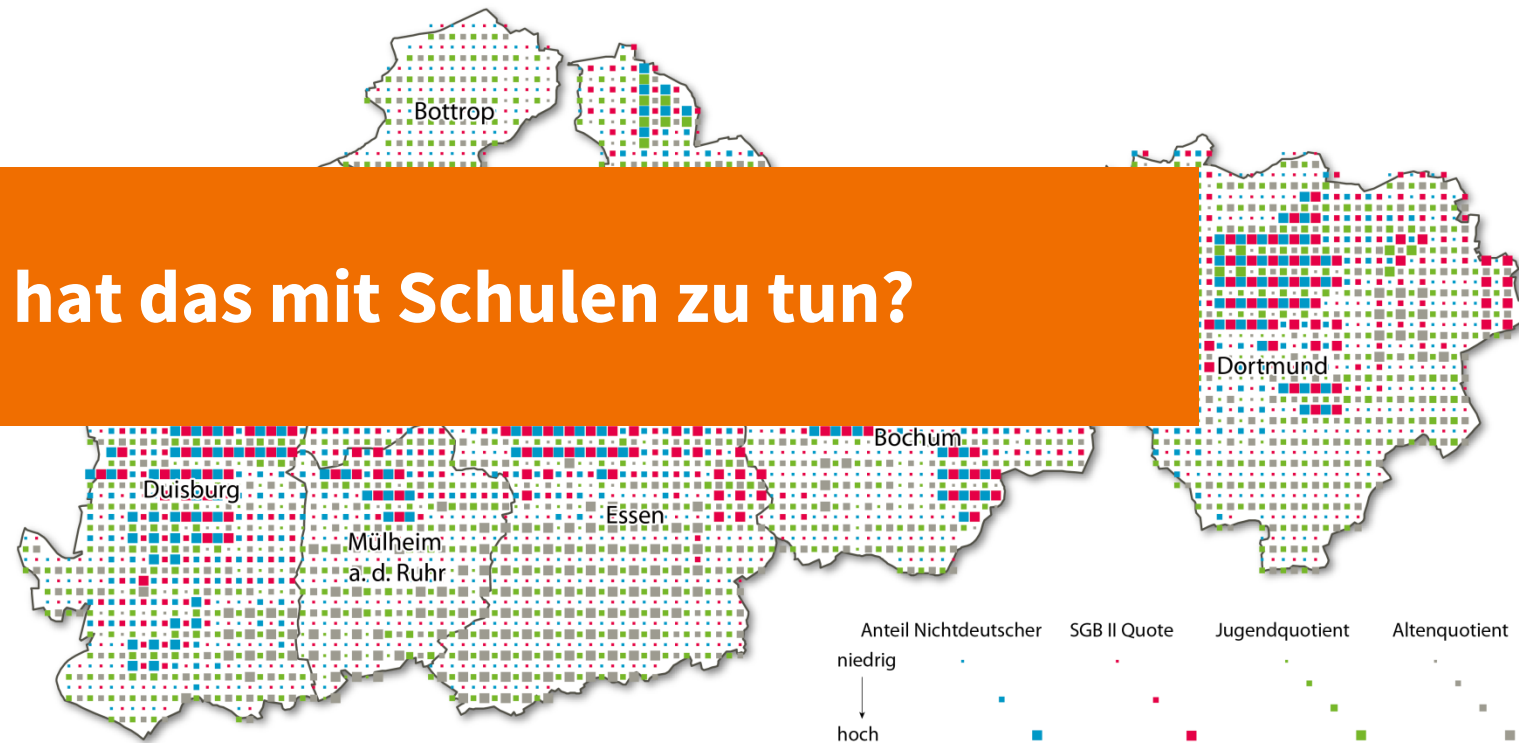 Bottrop
hat das mit Schulen zu tun?
Dortmund
Bochum
Duisburg
Essen
Mülheim
a. d. Ruhr
Anteil Nichtdeutscher SGB II Quote Jugendquotient Altenquotient
niedrig
hoch